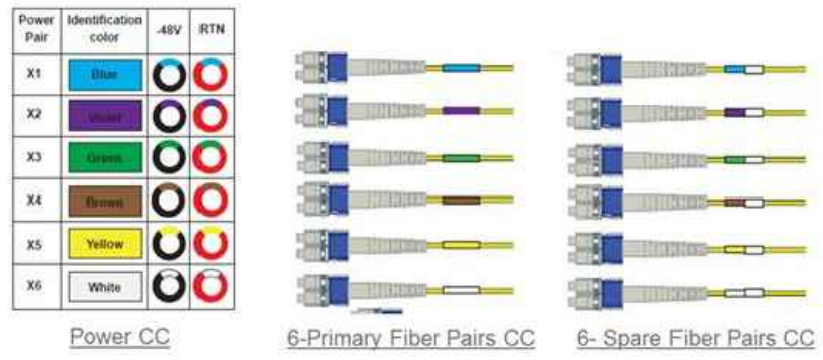 Power Pair Identification color -48V iRTN
X1 Blue
X2 Violet
X3 Green
X4 Brown
X5 Yellow
X6 White
Power CC
6-Primary Fiber Pairs CC
6- Spare Fiber Pairs CC